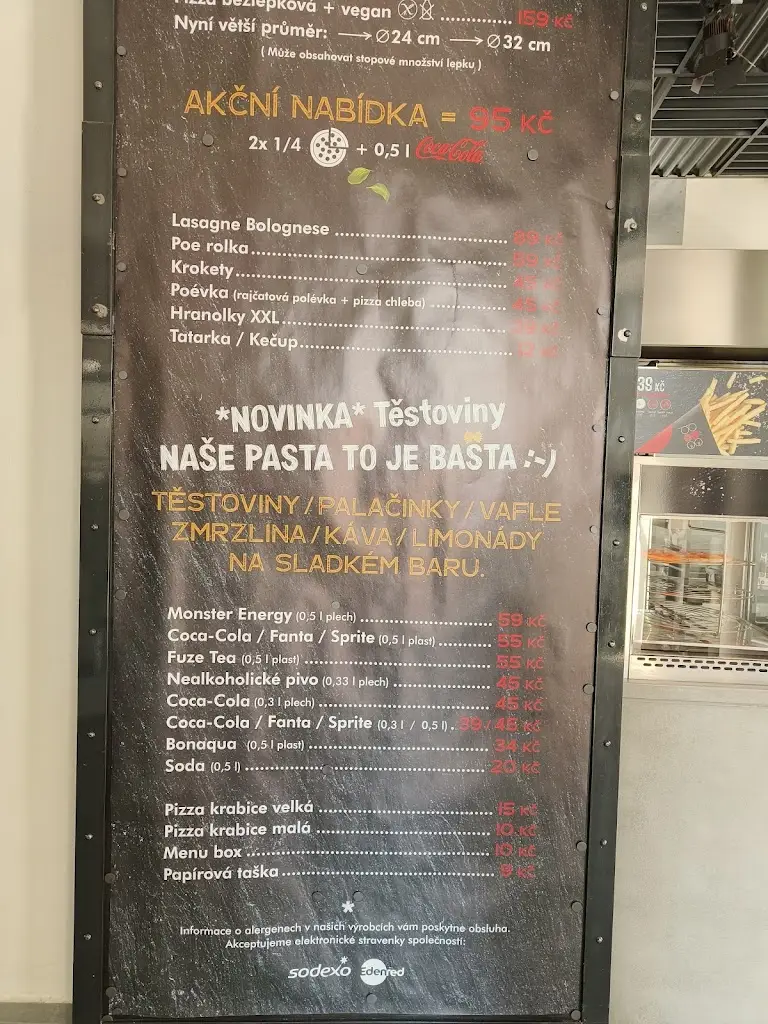 Pizza bezlepková + vegan ............... 159 Kč
Nyní větší průměr: → ⌀24 cm → ⌀32 cm
( Může obsahovat stopové množství lepku )
AKČNÍ NABÍDKA = 95 Kč
2x 1/4 + 0,5 l Coca-Cola
Lasagne Bolognese
Poe rolka
Krokety
Poévka (rajčatová polévka + pizza chleba) 45 Kč
Hranolky XXL
Tatarka / Kečup
*NOVINKA* Těstoviny
NAŠE PASTA TO JE BAŠTA :-)
TĚSTOVINY / PALAČINKY / VAFLE
ZMRZLINA / KÁVA / LIMONÁDY
NA SLADKÉM BARU.
Monster Energy (0,5 l plech) 59 Kč
Coca-Cola / Fanta / Sprite (0,5 l plast) 55 Kč
Fuze Tea (0,5 l plast) 55 Kč
Nealkoholické pivo (0,33 l plech) 45 Kč
Coca-Cola (0,3 l plech) 45 Kč
Coca-Cola / Fanta / Sprite (0,3 l / 0,5 l) 39 / 45 Kč
Bonaqua (0,5 l plast) 34 Kč
Soda (0,5 l) 20 Kč
Pizza krabice velká 15 Kč
Pizza krabice malá 10 Kč
Menu box 10 Kč
Papírová taška 9 Kč
*
Informace o alergenech v našich výrobcích vám poskytne obsluha.
Akceptujeme elektronické stravenky společností:
sodexo Edenred
39 Kč